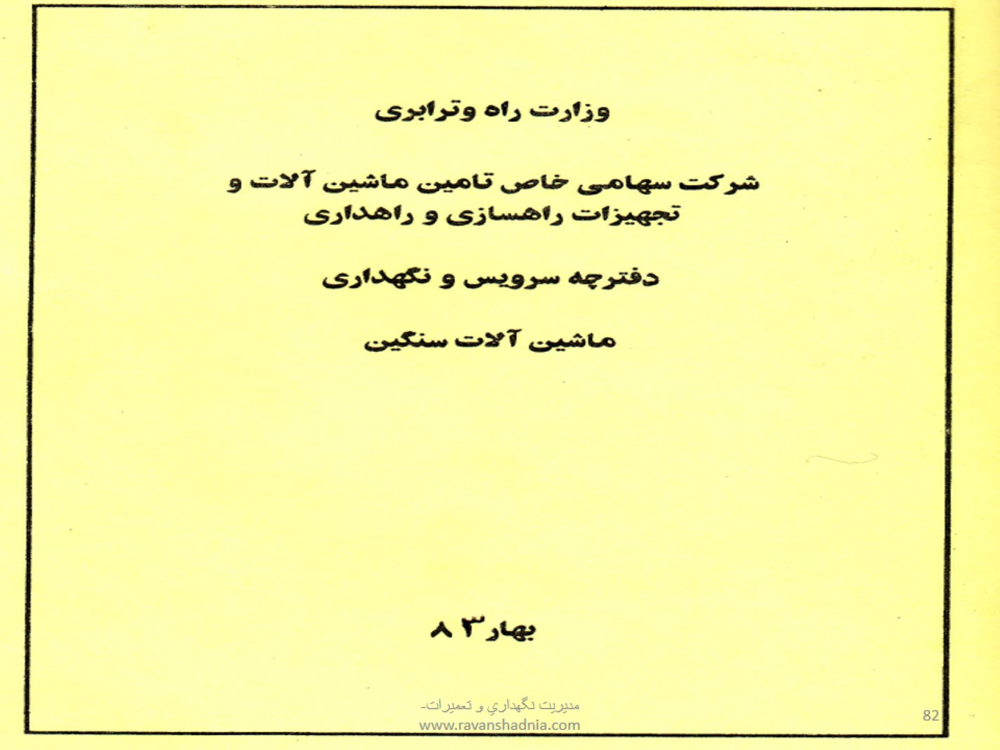 وزارت راه وترابری
شرکت سهامی خاص تامین ماشین آلات و
تجهیزات راهسازی و راهداری
دفترچه سرویس و نگهداری
ماشین آلات سنگین
بهار ۸۳
مديريت نگهداري و تعميرات-
www.ravanshadnia.com
82